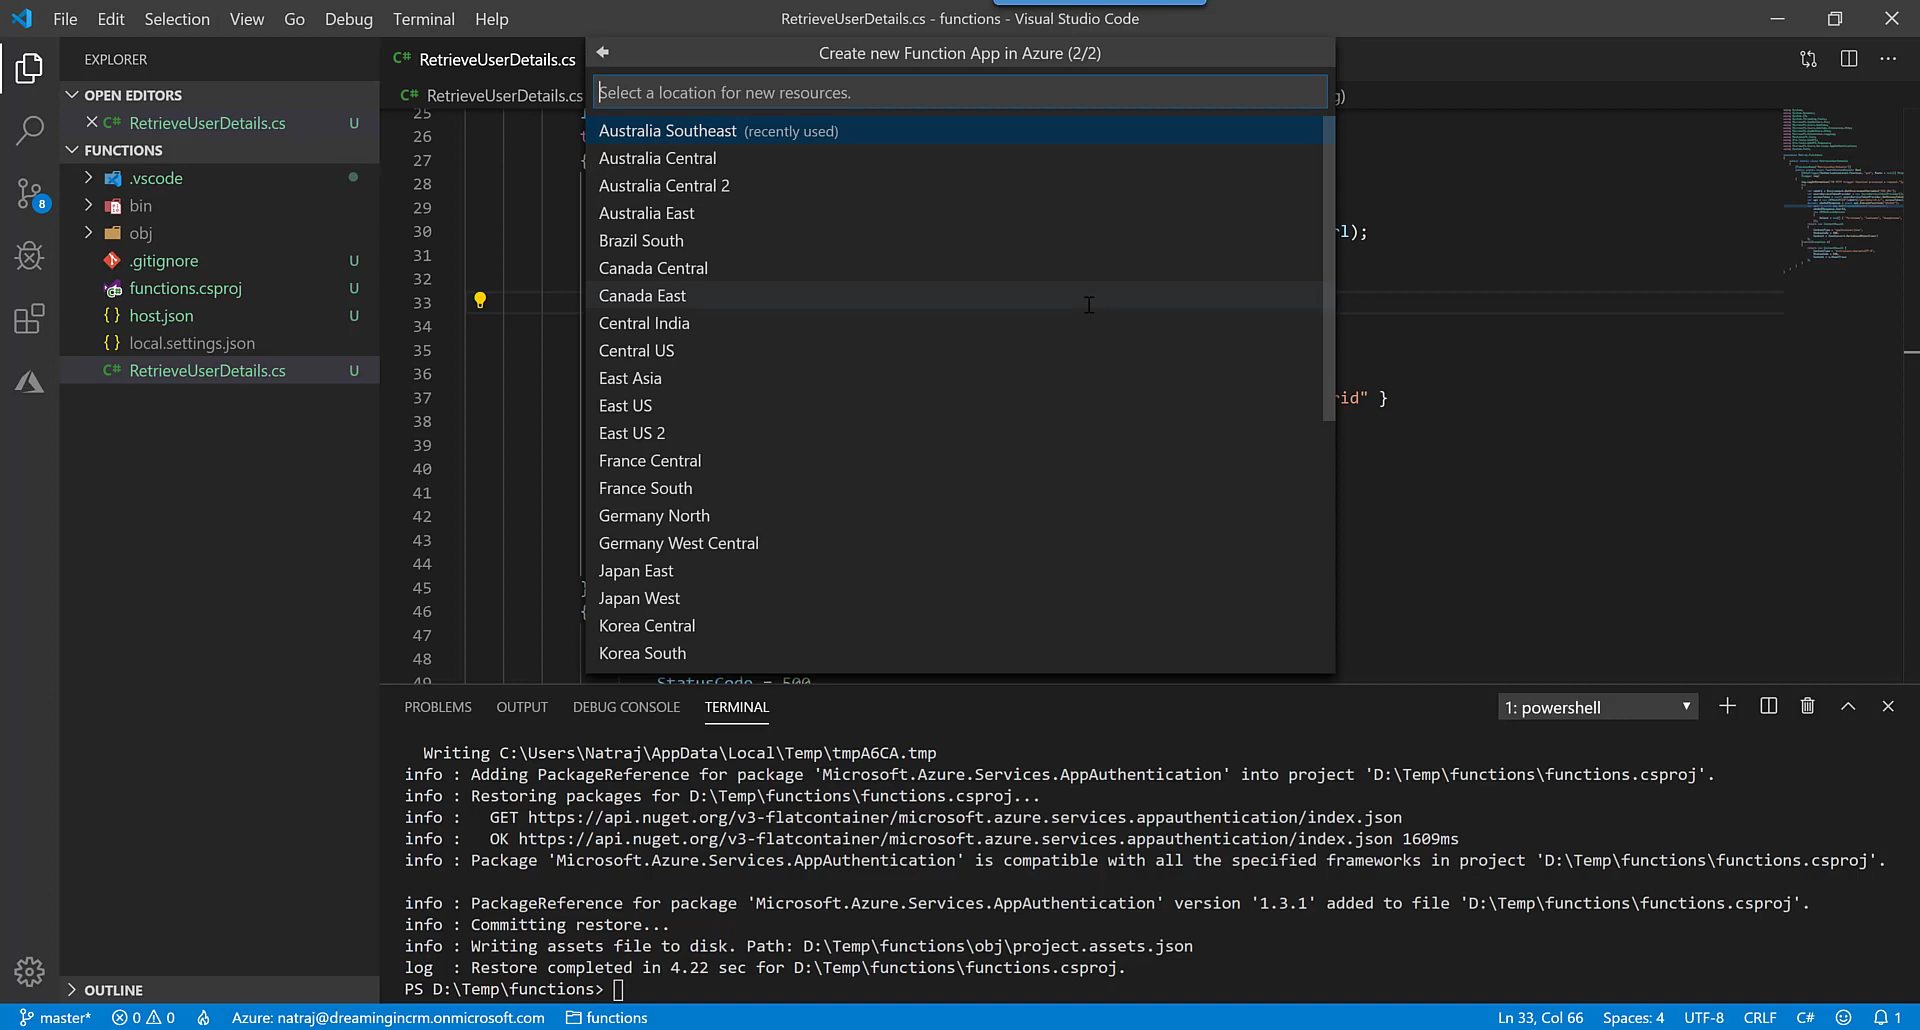 File Edit Selection View Go Debug Terminal Help
RetrieveUserDetails.cs - functions - Visual Studio Code
EXPLORER
OPEN EDITORS
RetrieveUserDetails.cs U
FUNCTIONS
.vscode
bin
obj
.gitignore U
functions.csproj U
host.json U
local.settings.json
RetrieveUserDetails.cs U
OUTLINE
8
C# RetrieveUserDetails.cs
C# RetrieveUserDetails.cs
Create new Function App in Azure (2/2)
Select a location for new resources.
Australia Southeast (recently used)
Australia Central
Australia Central 2
Australia East
Brazil South
Canada Central
Canada East
Central India
Central US
East Asia
East US
East US 2
France Central
France South
Germany North
Germany West Central
Japan East
Japan West
Korea Central
Korea South
25
26
27 {
28
29
30 rl);
31
32
33
34
35
36
37 rid" }
38
39
40
41
42
43
44
45 }
46 {
47
48
49 StatusCode = 500
PROBLEMS OUTPUT DEBUG CONSOLE TERMINAL
1: powershell
Writing C:\Users\Natraj\AppData\Local\Temp\tmpA6CA.tmp
info : Adding PackageReference for package 'Microsoft.Azure.Services.AppAuthentication' into project 'D:\Temp\functions\functions.csproj'.
info : Restoring packages for D:\Temp\functions\functions.csproj...
info :   GET https://api.nuget.org/v3-flatcontainer/microsoft.azure.services.appauthentication/index.json
info :   OK https://api.nuget.org/v3-flatcontainer/microsoft.azure.services.appauthentication/index.json 1609ms
info : Package 'Microsoft.Azure.Services.AppAuthentication' is compatible with all the specified frameworks in project 'D:\Temp\functions\functions.csproj'.
info : PackageReference for package 'Microsoft.Azure.Services.AppAuthentication' version '1.3.1' added to file 'D:\Temp\functions\functions.csproj'.
info : Committing restore...
info : Writing assets file to disk. Path: D:\Temp\functions\obj\project.assets.json
log  : Restore completed in 4.22 sec for D:\Temp\functions\functions.csproj.
PS D:\Temp\functions>
master* 0 0 Azure: natraj@dreamingincrm.onmicrosoft.com functions
Ln 33, Col 66 Spaces: 4 UTF-8 CRLF C# 1